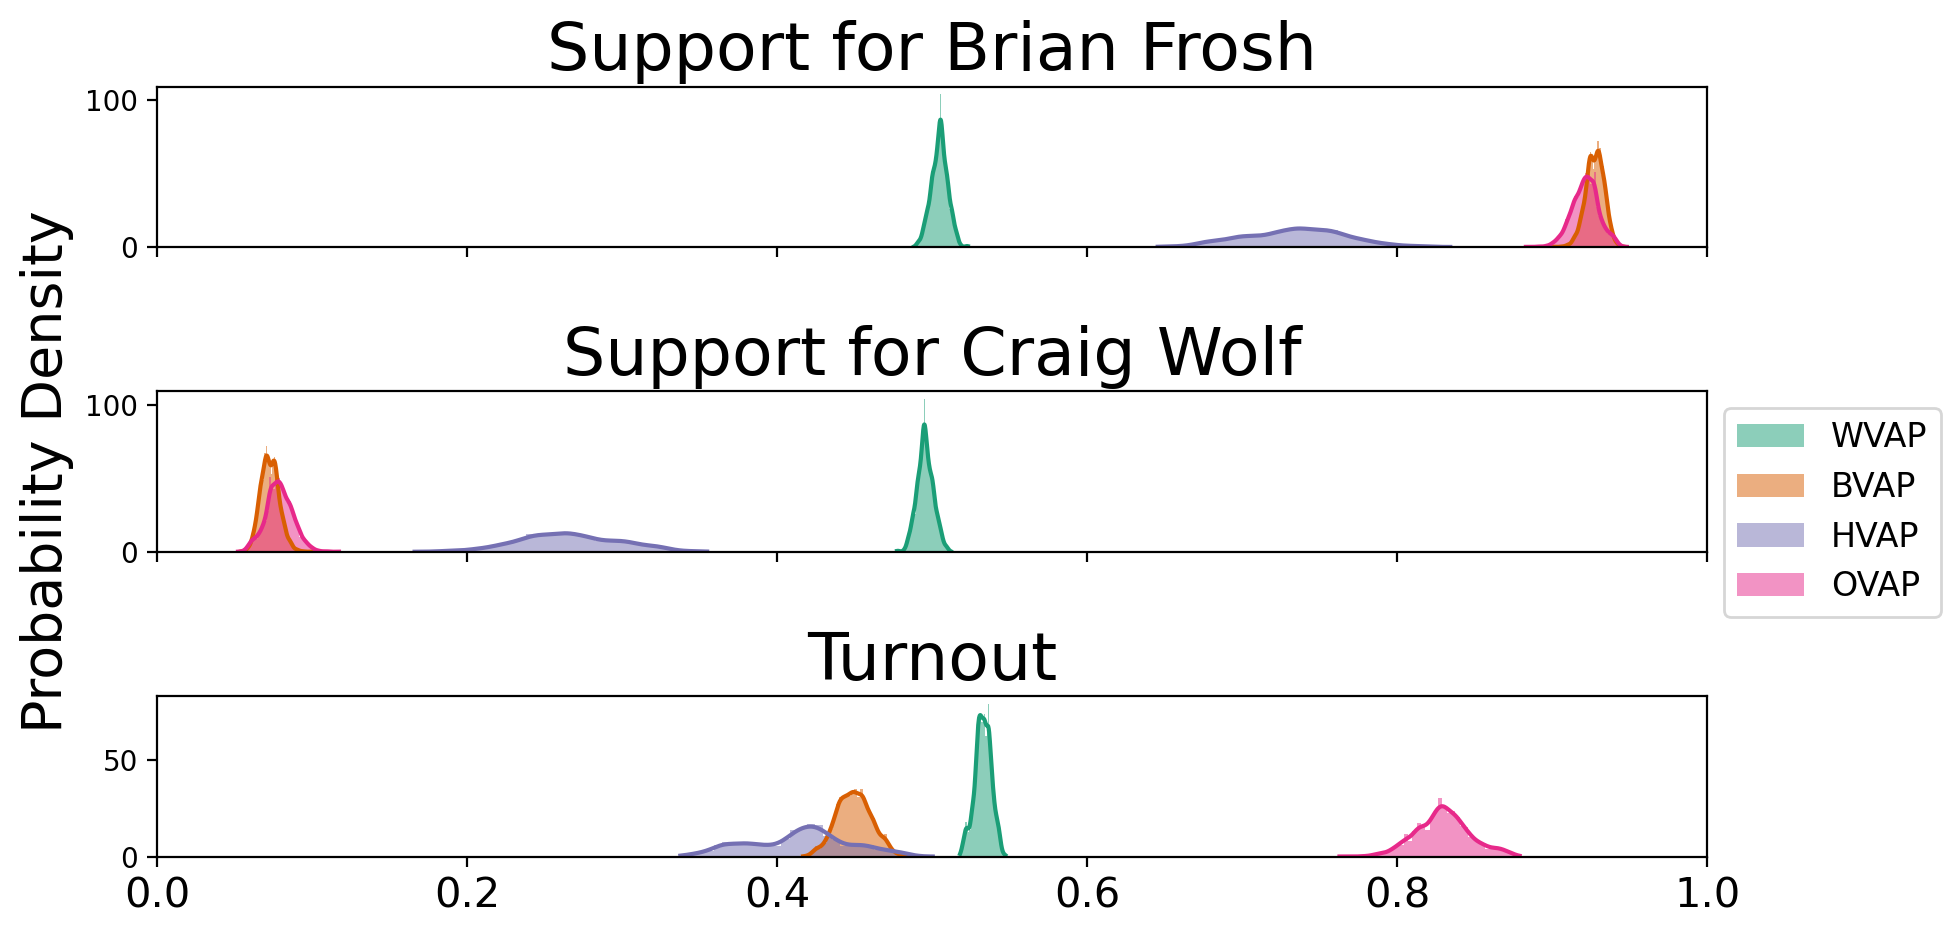 Support for Brian Frosh
100
0
Support for Craig Wolf
100
0
Probability Density
WVAP
BVAP
HVAP
OVAP
Turnout
50
0
0.0 0.2 0.4 0.6 0.8 1.0